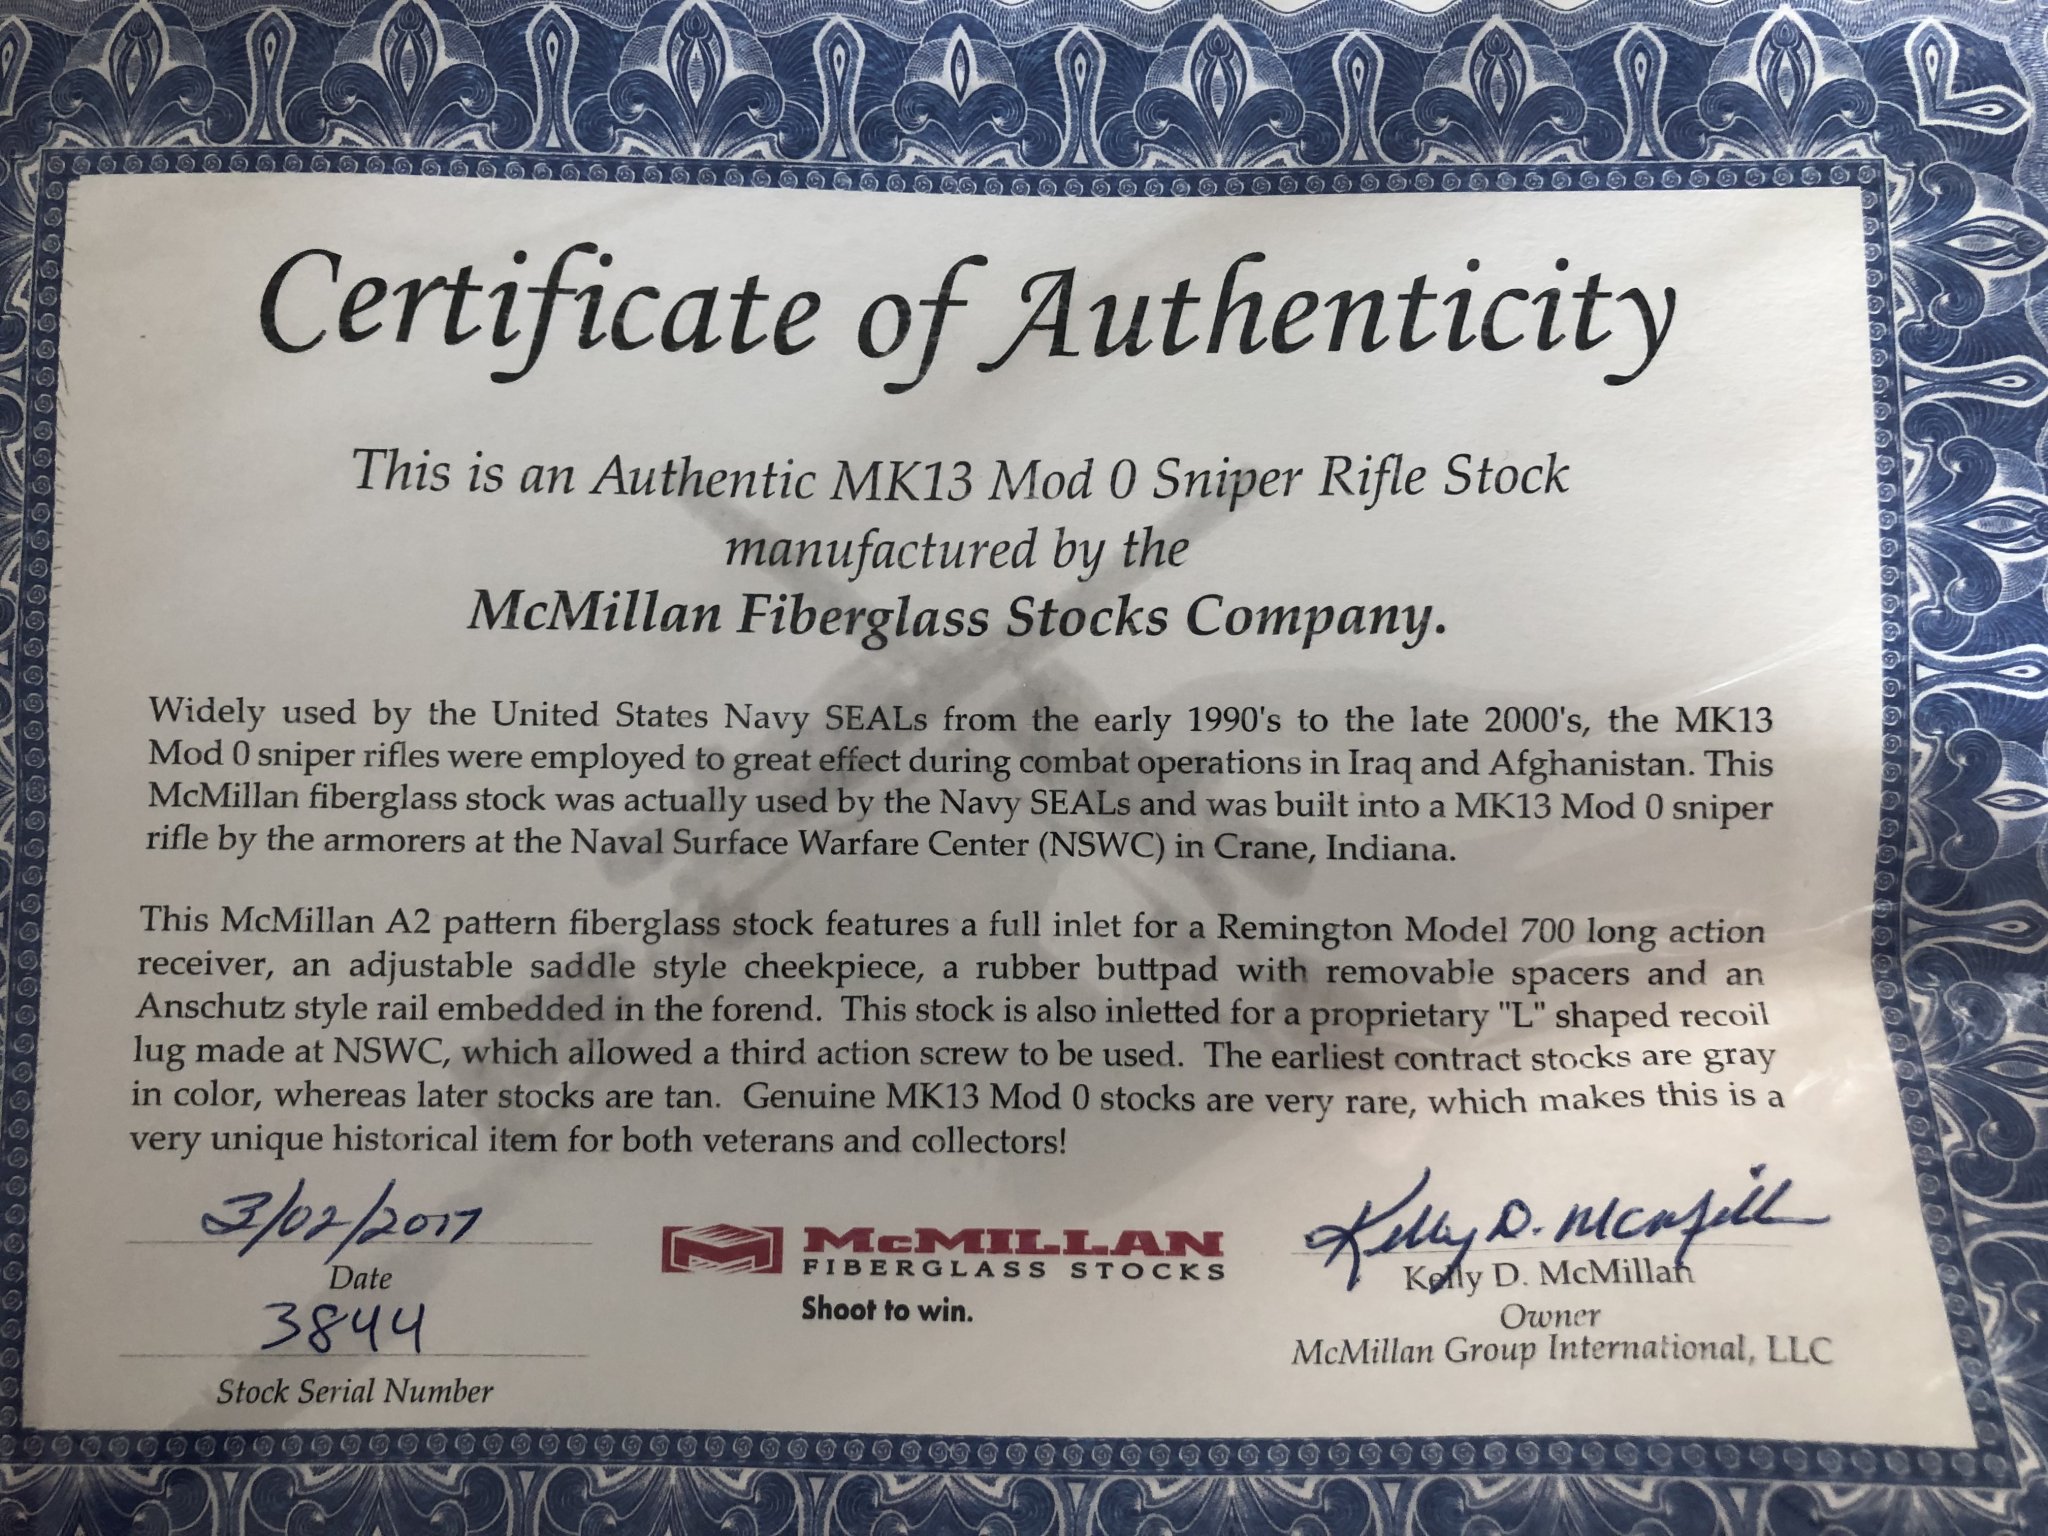 Certificate of Authenticity
This is an Authentic MK13 Mod 0 Sniper Rifle Stock
manufactured by the
McMillan Fiberglass Stocks Company.
Widely used by the United States Navy SEALs from the early 1990's to the late 2000's, the MK13
Mod 0 sniper rifles were employed to great effect during combat operations in Iraq and Afghanistan. This
McMillan fiberglass stock was actually used by the Navy SEALs and was built into a MK13 Mod 0 sniper
rifle by the armorers at the Naval Surface Warfare Center (NSWC) in Crane, Indiana.
This McMillan A2 pattern fiberglass stock features a full inlet for a Remington Model 700 long action
receiver, an adjustable saddle style cheekpiece, a rubber buttpad with removable spacers and an
Anschutz style rail embedded in the forend. This stock is also inletted for a proprietary "L" shaped recoil
lug made at NSWC, which allowed a third action screw to be used. The earliest contract stocks are gray
in color, whereas later stocks are tan. Genuine MK13 Mod 0 stocks are very rare, which makes this is a
very unique historical item for both veterans and collectors!
3/02/2017
Date
3844
Stock Serial Number
M McMILLAN
FIBERGLASS STOCKS
Shoot to win.
Kelly D. McMill
Kelly D. McMillan
Owner
McMillan Group International, LLC